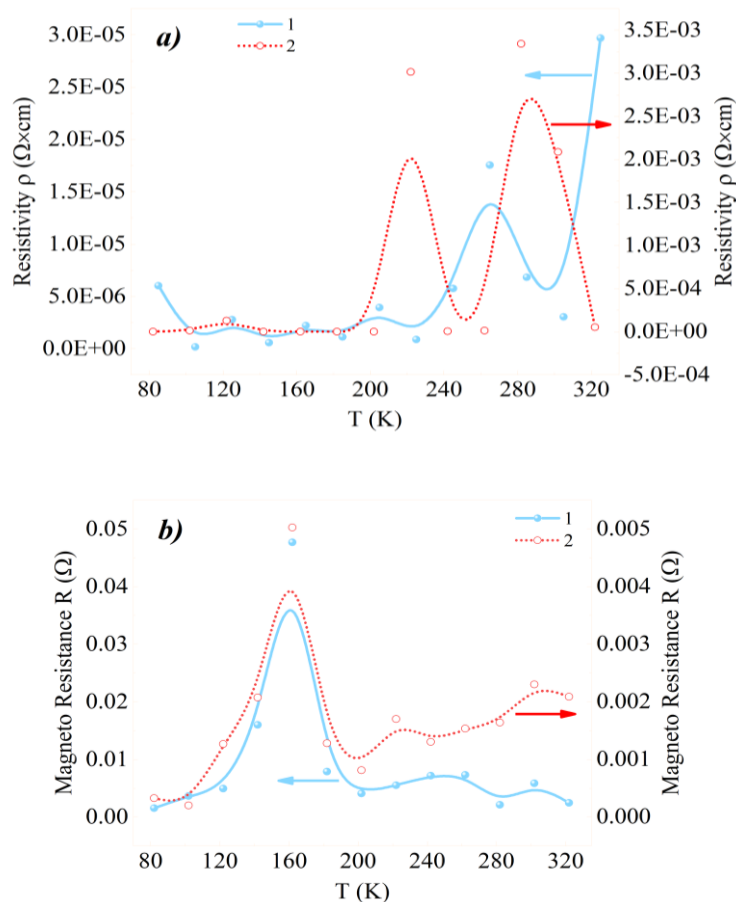 a)
1
2
3.0E-05
2.5E-05
2.0E-05
1.5E-05
1.0E-05
5.0E-06
0.0E+00
Resistivity ρ (Ω×cm)
3.5E-03
3.0E-03
2.5E-03
2.0E-03
1.5E-03
1.0E-03
5.0E-04
0.0E+00
-5.0E-04
Resistivity ρ (Ω×cm)
80 120 160 200 240 280 320
T (K)
b)
1
2
0.05
0.04
0.03
0.02
0.01
0.00
Magneto Resistance R (Ω)
0.005
0.004
0.003
0.002
0.001
0.000
Magneto Resistance R (Ω)
80 120 160 200 240 280 320
T (K)